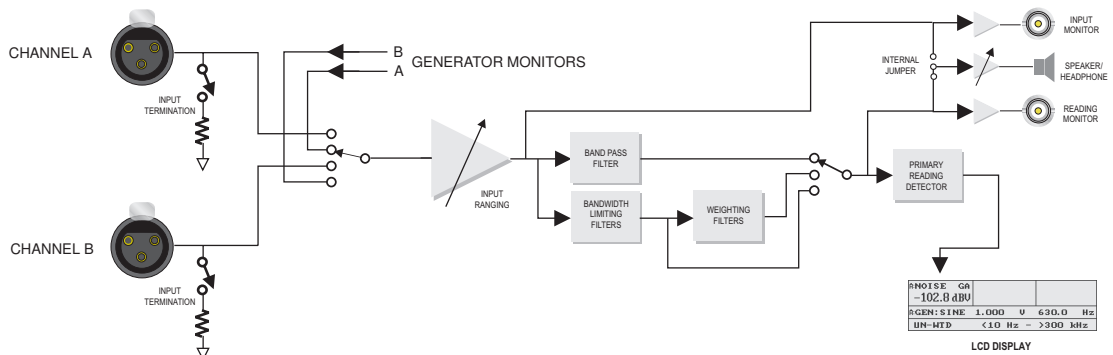 CHANNEL A
INPUT
TERMINATION
B
A
GENERATOR MONITORS
INTERNAL
JUMPER
INPUT
MONITOR
SPEAKER/
HEADPHONE
READING
MONITOR
INPUT
RANGING
BAND PASS
FILTER
BANDWIDTH
LIMITING
FILTERS
WEIGHTING
FILTERS
PRIMARY
READING
DETECTOR
CHANNEL B
INPUT
TERMINATION
NOISE GA
-102.8 dBV
GEN:SINE 1.000 V 630.0 Hz
UN-WTD <10 Hz - >300 kHz
LCD DISPLAY